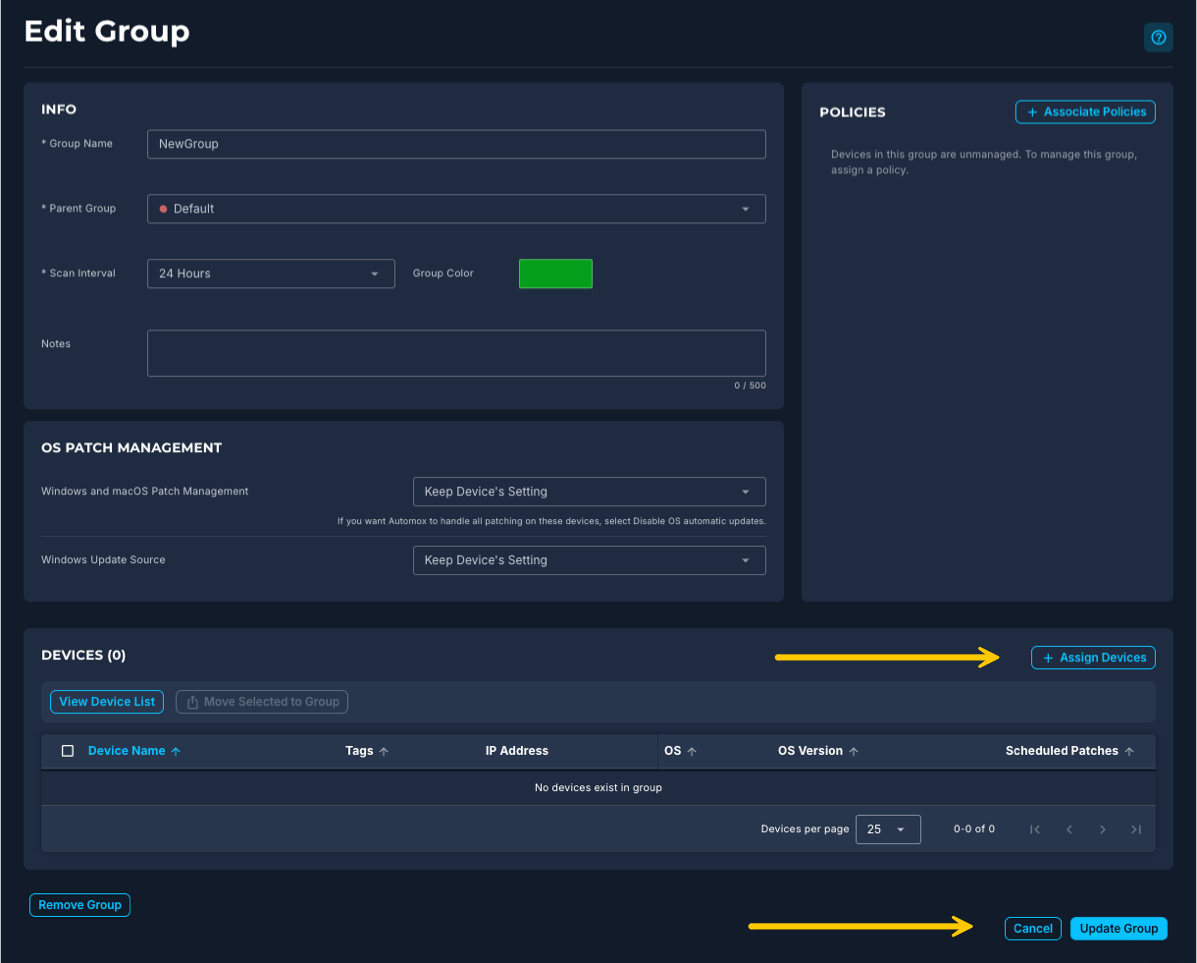 Edit Group
INFO
* Group Name
NewGroup
* Parent Group
Default
* Scan Interval
24 Hours
Group Color
Notes
0 / 500
POLICIES
+ Associate Policies
Devices in this group are unmanaged. To manage this group,
assign a policy.
OS PATCH MANAGEMENT
Windows and macOS Patch Management
Keep Device's Setting
If you want Automox to handle all patching on these devices, select Disable OS automatic updates.
Windows Update Source
Keep Device's Setting
DEVICES (0)
+ Assign Devices
View Device List
Move Selected to Group
Device Name
Tags
IP Address
OS
OS Version
Scheduled Patches
No devices exist in group
Devices per page
25
0-0 of 0
Remove Group
Cancel
Update Group